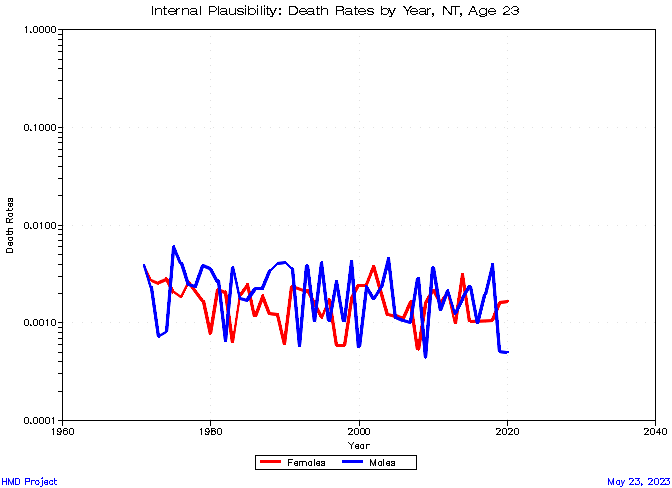 Internal Plausibility: Death Rates by Year, NT, Age 23
1.0000
0.1000
0.0100
0.0010
0.0001
Death Rates
1960
1980
2000
2020
2040
Year
Females
Males
HMD Project
May 23, 2023